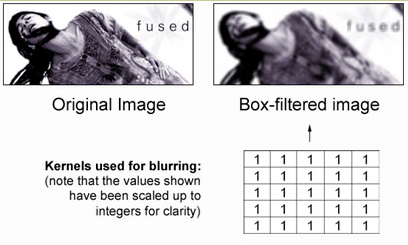 fused
fused
Original Image
Box-filtered image
Kernels used for blurring:
(note that the values shown
have been scaled up to
integers for clarity)
1 1 1 1 1
1 1 1 1 1
1 1 1 1 1
1 1 1 1 1
1 1 1 1 1